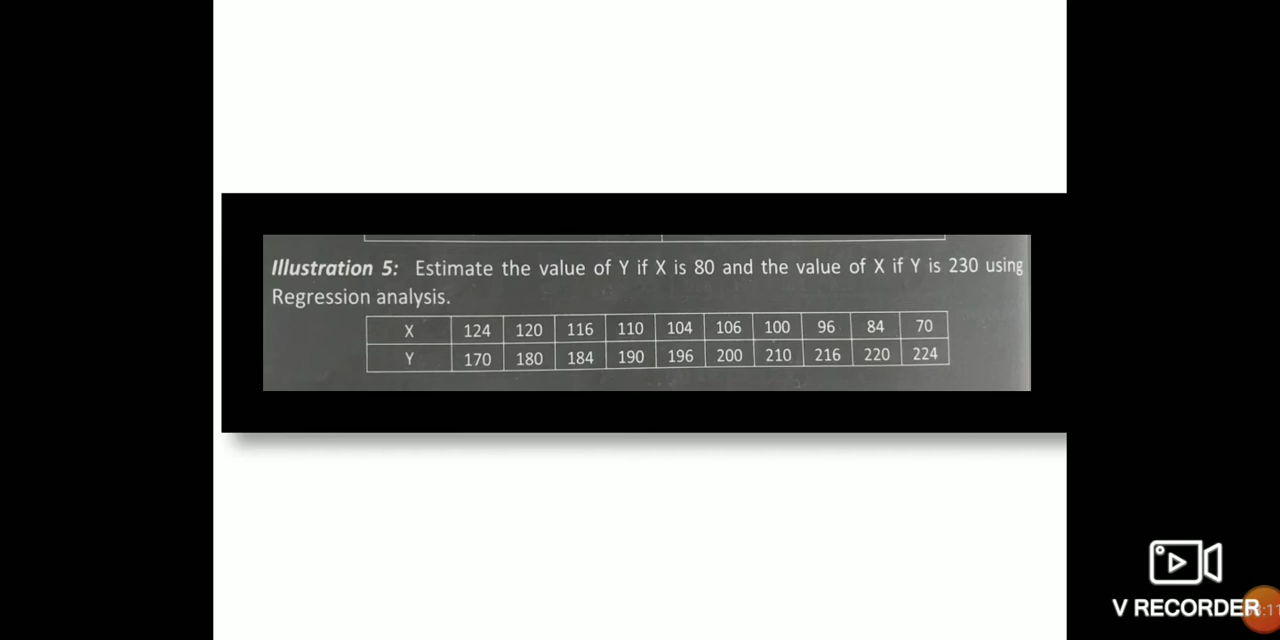 Illustration 5: Estimate the value of Y if X is 80 and the value of X if Y is 230 using
Regression analysis.
X 124 120 116 110 104 106 100 96 84 70
Y 170 180 184 190 196 200 210 216 220 224
V RECORDER